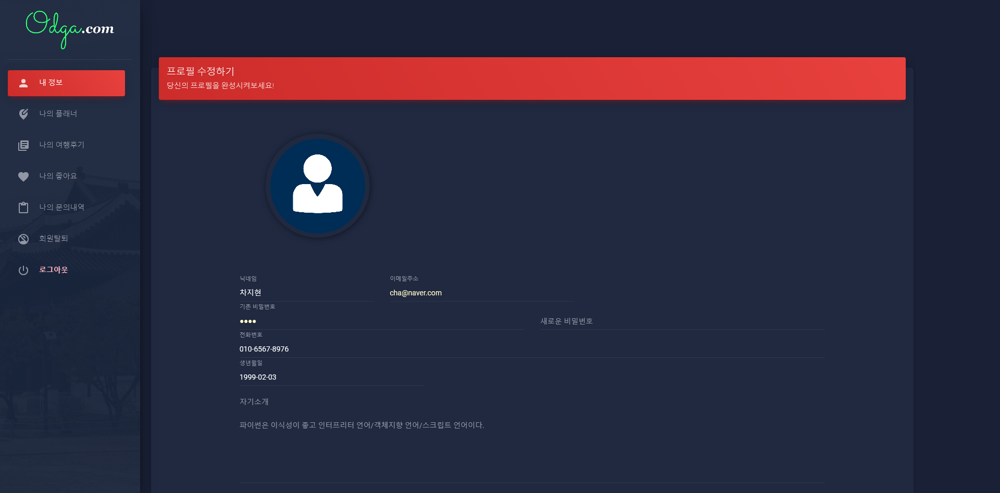 Odga.com
내 정보
나의 플래너
나의 여행후기
나의 좋아요
나의 문의내역
회원탈퇴
로그아웃
프로필 수정하기
당신의 프로필을 완성시켜보세요!
닉네임
이메일주소
차지현
cha@naver.com
기존 비밀번호
••••
새로운 비밀번호
전화번호
010-6567-8976
생년월일
1999-02-03
자기소개
파이썬은 이식성이 좋고 인터프리터 언어/객체지향 언어/스크립트 언어이다.